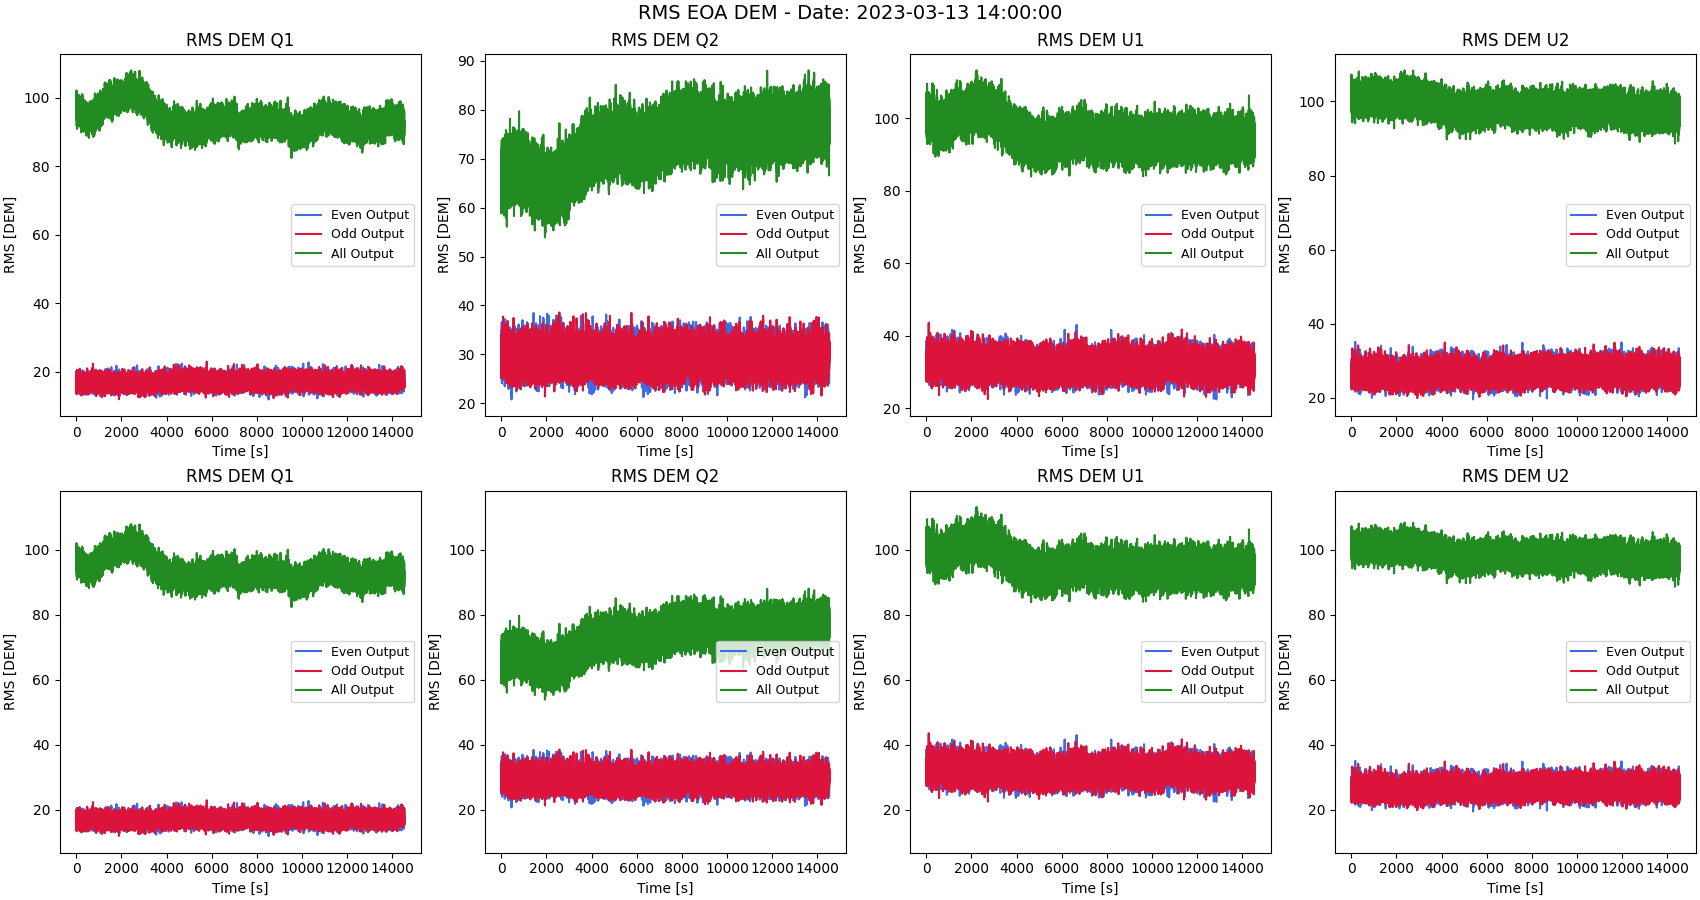 RMS EOA DEM - Date: 2023-03-13 14:00:00
RMS DEM Q1
RMS [DEM]
100
80
60
40
20
0 2000 4000 6000 8000 10000 12000 14000
Time [s]
Even Output
Odd Output
All Output
RMS DEM Q2
RMS [DEM]
90
80
70
60
50
40
30
20
0 2000 4000 6000 8000 10000 12000 14000
Time [s]
Even Output
Odd Output
All Output
RMS DEM U1
RMS [DEM]
100
80
60
40
20
0 2000 4000 6000 8000 10000 12000 14000
Time [s]
Even Output
Odd Output
All Output
RMS DEM U2
RMS [DEM]
100
80
60
40
20
0 2000 4000 6000 8000 10000 12000 14000
Time [s]
Even Output
Odd Output
All Output
RMS DEM Q1
RMS [DEM]
100
80
60
40
20
0 2000 4000 6000 8000 10000 12000 14000
Time [s]
Even Output
Odd Output
All Output
RMS DEM Q2
RMS [DEM]
100
80
60
40
20
0 2000 4000 6000 8000 10000 12000 14000
Time [s]
Even Output
Odd Output
All Output
RMS DEM U1
RMS [DEM]
100
80
60
40
20
0 2000 4000 6000 8000 10000 12000 14000
Time [s]
Even Output
Odd Output
All Output
RMS DEM U2
RMS [DEM]
100
80
60
40
20
0 2000 4000 6000 8000 10000 12000 14000
Time [s]
Even Output
Odd Output
All Output